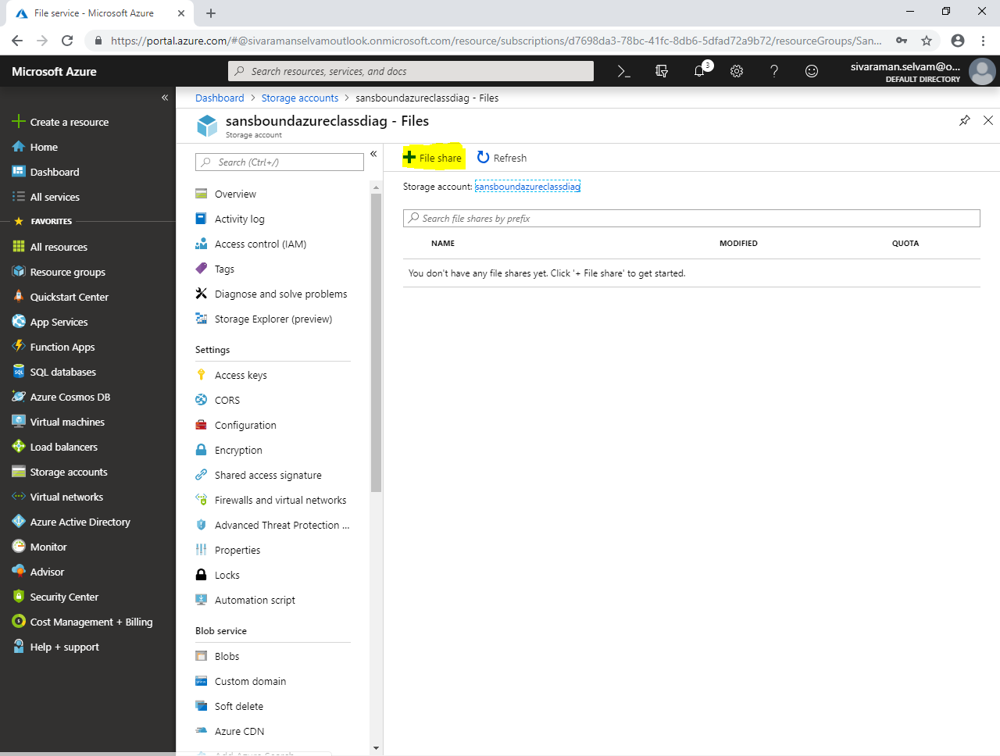 File service - Microsoft Azure
https://portal.azure.com/#@sivaramanselvamoutlook.onmicrosoft.com/resource/subscriptions/d7698da3-78bc-41fc-8db6-5dfad72a9b72/resourceGroups/San...
Microsoft Azure
Search resources, services, and docs
3
sivaraman.selvam@o...
DEFAULT DIRECTORY
Create a resource
Home
Dashboard
All services
FAVORITES
All resources
Resource groups
Quickstart Center
App Services
Function Apps
SQL databases
Azure Cosmos DB
Virtual machines
Load balancers
Storage accounts
Virtual networks
Azure Active Directory
Monitor
Advisor
Security Center
Cost Management + Billing
Help + support
Dashboard > Storage accounts > sansboundazureclassdiag - Files
sansboundazureclassdiag - Files
Storage account
Search (Ctrl+/)
Overview
Activity log
Access control (IAM)
Tags
Diagnose and solve problems
Storage Explorer (preview)
Settings
Access keys
CORS
Configuration
Encryption
Shared access signature
Firewalls and virtual networks
Advanced Threat Protection ...
Properties
Locks
Automation script
Blob service
Blobs
Custom domain
Soft delete
Azure CDN
Add Azure Search
File share
Refresh
Storage account: sansboundazureclassdiag
Search file shares by prefix
NAME MODIFIED QUOTA
You don't have any file shares yet. Click '+ File share' to get started.